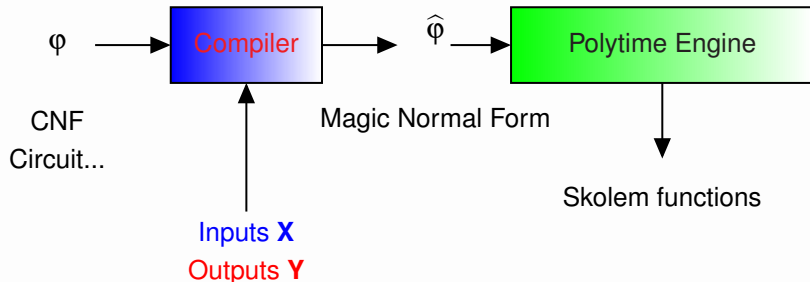 φ
Compiler
φ̂
Polytime Engine
CNF
Circuit...
Magic Normal Form
Skolem functions
Inputs X
Outputs Y